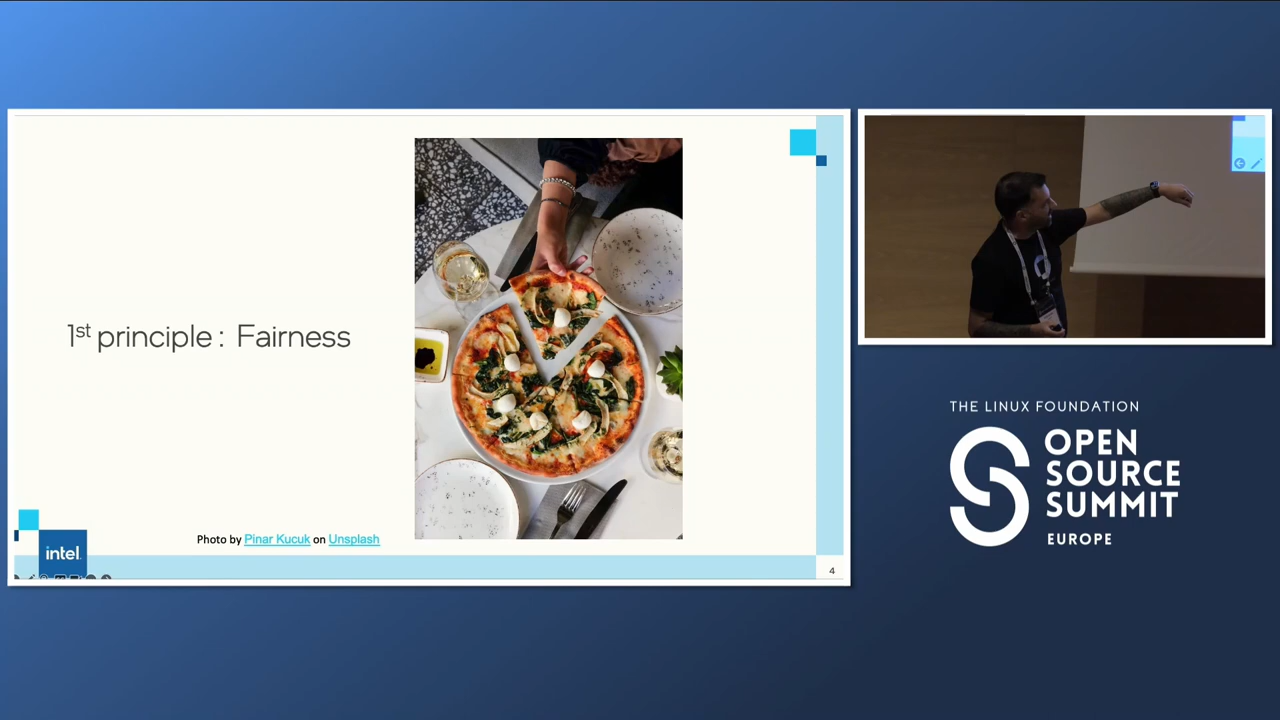 1st principle : Fairness
Photo by Pinar Kucuk on Unsplash
intel.
4
THE LINUX FOUNDATION
OPEN
SOURCE
SUMMIT
EUROPE